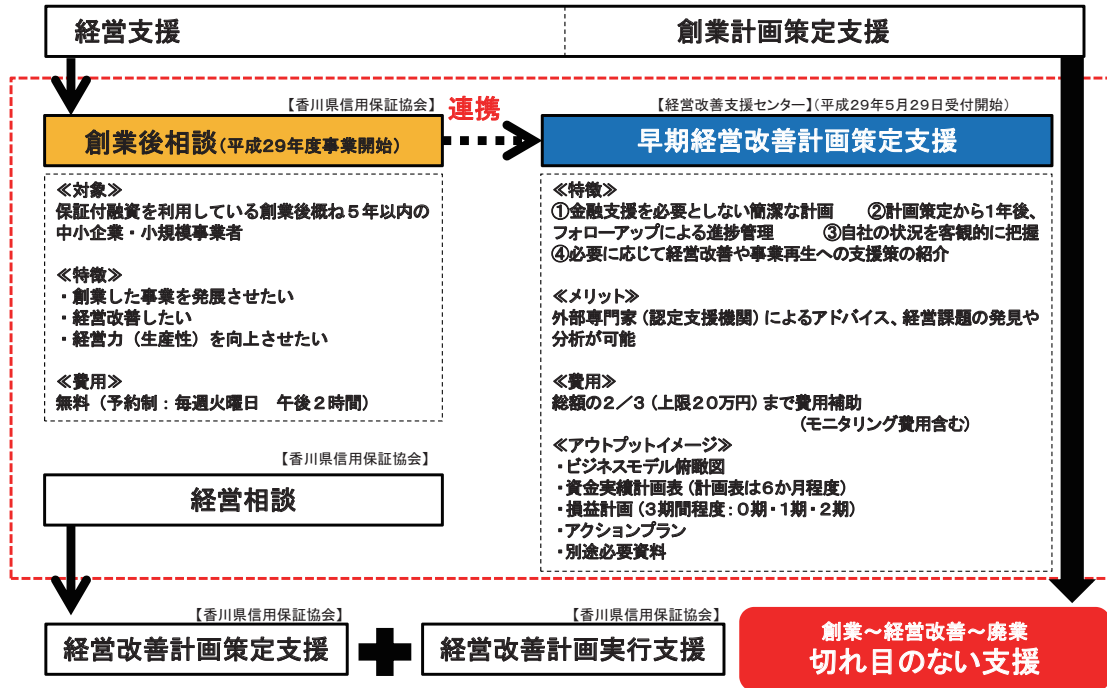 経営支援
創業計画策定支援
【香川県信用保証協会】
連携
【経営改善支援センター】(平成29年5月29日受付開始)
創業後相談(平成29年度事業開始)
早期経営改善計画策定支援
≪対象≫
保証付融資を利用している創業後概ね5年以内の
中小企業・小規模事業者
≪特徴≫
・創業した事業を発展させたい
・経営改善したい
・経営力(生産性)を向上させたい
≪費用≫
無料(予約制:毎週火曜日 午後2時間)
≪特徴≫
①金融支援を必要としない簡潔な計画 ②計画策定から1年後、
フォローアップによる進捗管理 ③自社の状況を客観的に把握
④必要に応じて経営改善や事業再生への支援策の紹介
≪メリット≫
外部専門家(認定支援機関)によるアドバイス、経営課題の発見や
分析が可能
≪費用≫
総額の2/3(上限20万円)まで費用補助
(モニタリング費用含む)
≪アウトプットイメージ≫
・ビジネスモデル俯瞰図
・資金実績計画表(計画表は6か月程度)
・損益計画(3期間程度:0期・1期・2期)
・アクションプラン
・別途必要資料
【香川県信用保証協会】
経営相談
【香川県信用保証協会】
経営改善計画策定支援
【香川県信用保証協会】
経営改善計画実行支援
創業~経営改善~廃業
切れ目のない支援